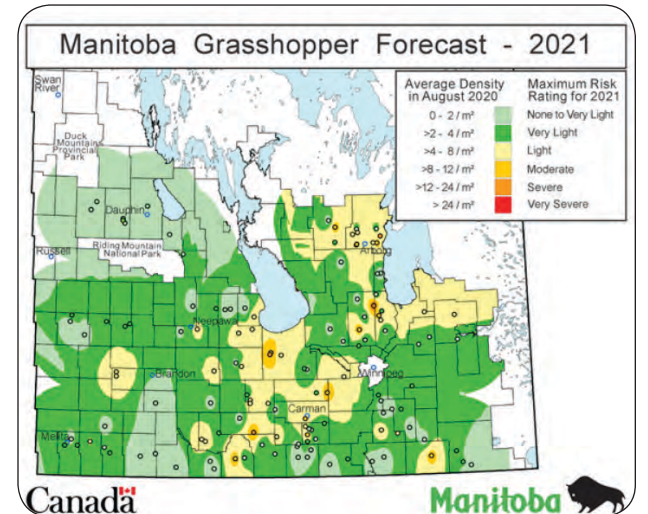 Manitoba Grasshopper Forecast - 2021
Average Density
in August 2020
Maximum Risk
Rating for 2021
0 - 2 / m² None to Very Light
>2 - 4 / m² Very Light
>4 - 8 / m² Light
>8 - 12 / m² Moderate
>12 - 24 / m² Severe
> 24 / m² Very Severe
Swan
River
Duck
Mountain
Provincial
Park
Dauphin
Russell
Riding Mountain
National Park
Arborg
Neepawa
Brandon
Winnipeg
Carman
Melita
Canada
Manitoba